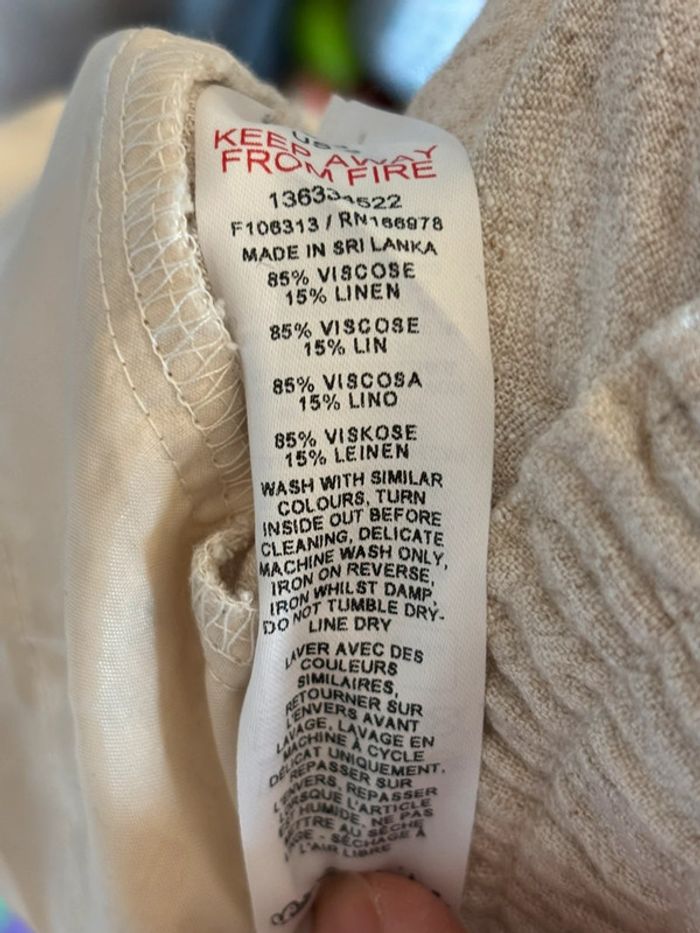 KEEP AWAY
FROM FIRE
F106313 / RN166978
MADE IN SRI LANKA
85% VISCOSE
15% LINEN
85% VISCOSE
15% LIN
85% VISCOSA
15% LINO
85% VISKOSE
15% LEINEN
WASH WITH SIMILAR
COLOURS, TURN
INSIDE OUT BEFORE
CLEANING, DELICATE
MACHINE WASH ONLY,
IRON ON REVERSE,
IRON WHILST DAMP,
DO NOT TUMBLE DRY-
LINE DRY
LAVER AVEC DES
COULEURS
SIMILAIRES,
RETOURNER SUR
L'ENVERS AVANT
LAVAGE, LAVAGE EN
MACHINE À CYCLE
DÉLICAT UNIQUEMENT.
REPASSER SUR
L'ENVERS, REPASSER
LORSQUE L'ARTICLE
EST HUMIDE, NE PAS
METTRE AU SÈCHE
LINGE - SÉCHAGE À
L'AIR LIBRE